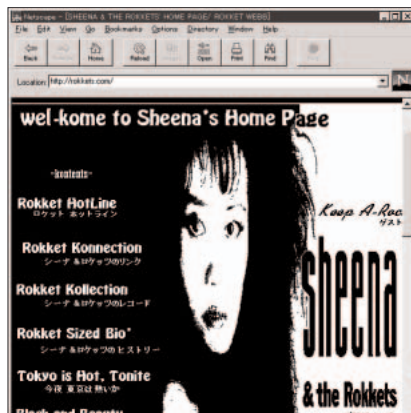 Netscape - [SHEENA & THE ROKKETS' HOME PAGE/ ROKKET WEBB]
File Edit View Go Bookmarks Options Directory Window Help
Back Home Reload Open Print Find
Location: http://rokkets.com/
wel-kome to Sheena's Home Page
-kontents-
Rokket HotLine
ロケット ホットライン
Keep A-Roc
ゲスト
Rokket Konnection
シーナ &ロケッツのリンク
Rokket Kollection
シーナ &ロケッツのレコード
Rokket Sized Bio'
シーナ &ロケッツの ヒストリー
Tokyo is Hot, Tonite
今夜 東京は熱いか
Black and Beauty
sheena
& the Rokkets